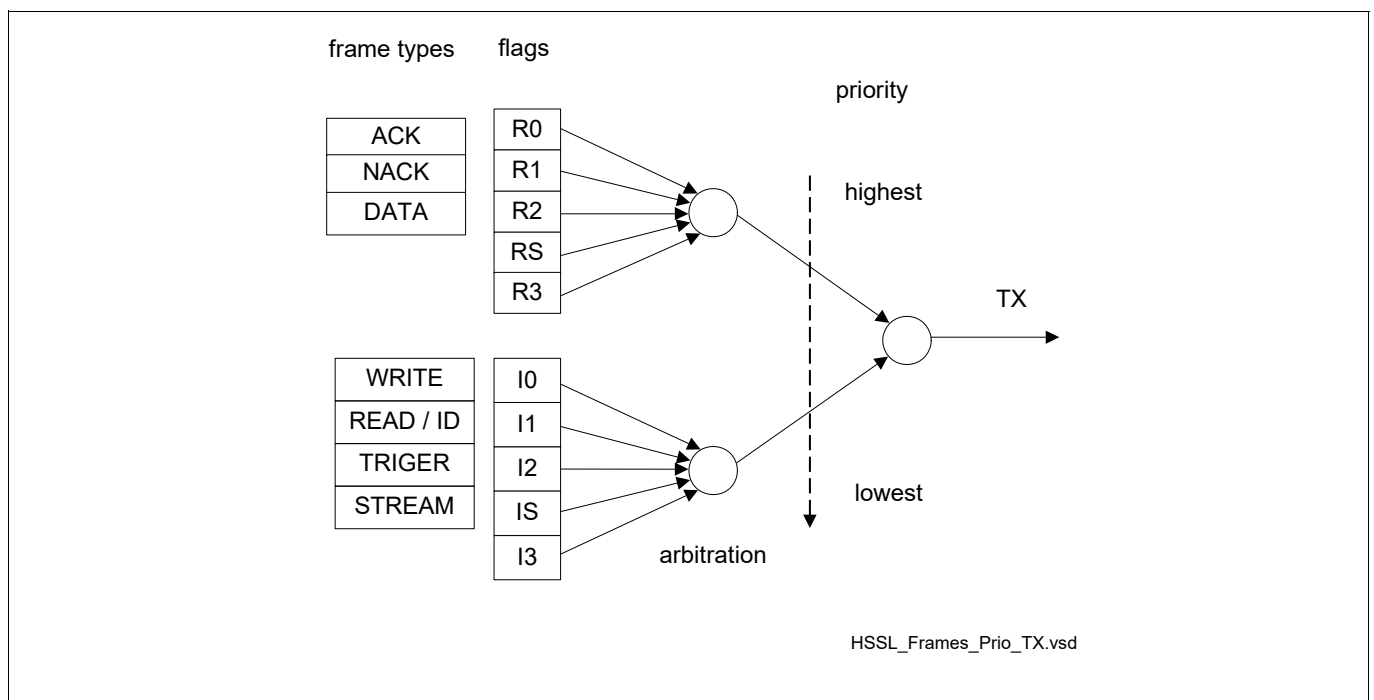 frame types
flags
priority
ACK
NACK
DATA
R0
R1
R2
RS
R3
highest
TX
WRITE
READ / ID
TRIGER
STREAM
I0
I1
I2
IS
I3
lowest
arbitration
HSSL_Frames_Prio_TX.vsd